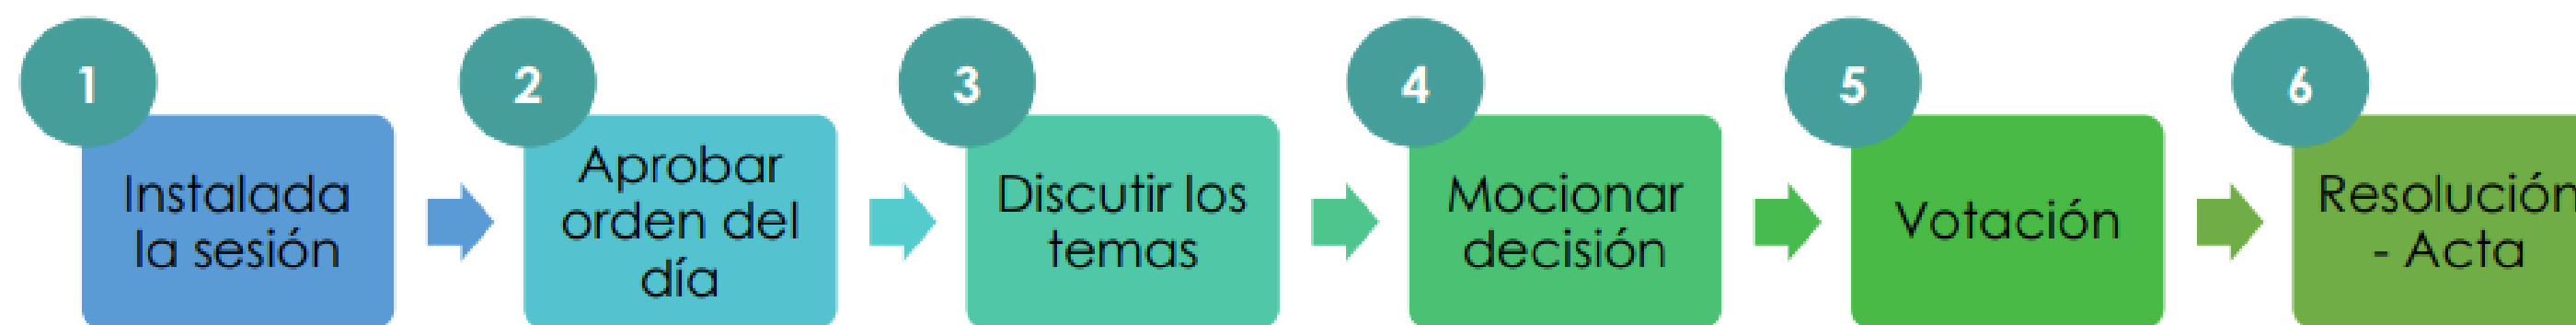 1
Instalada
la sesión
2
Aprobar
orden del
día
3
Discutir los
temas
4
Mocionar
decisión
5
Votación
6
Resolución
- Acta